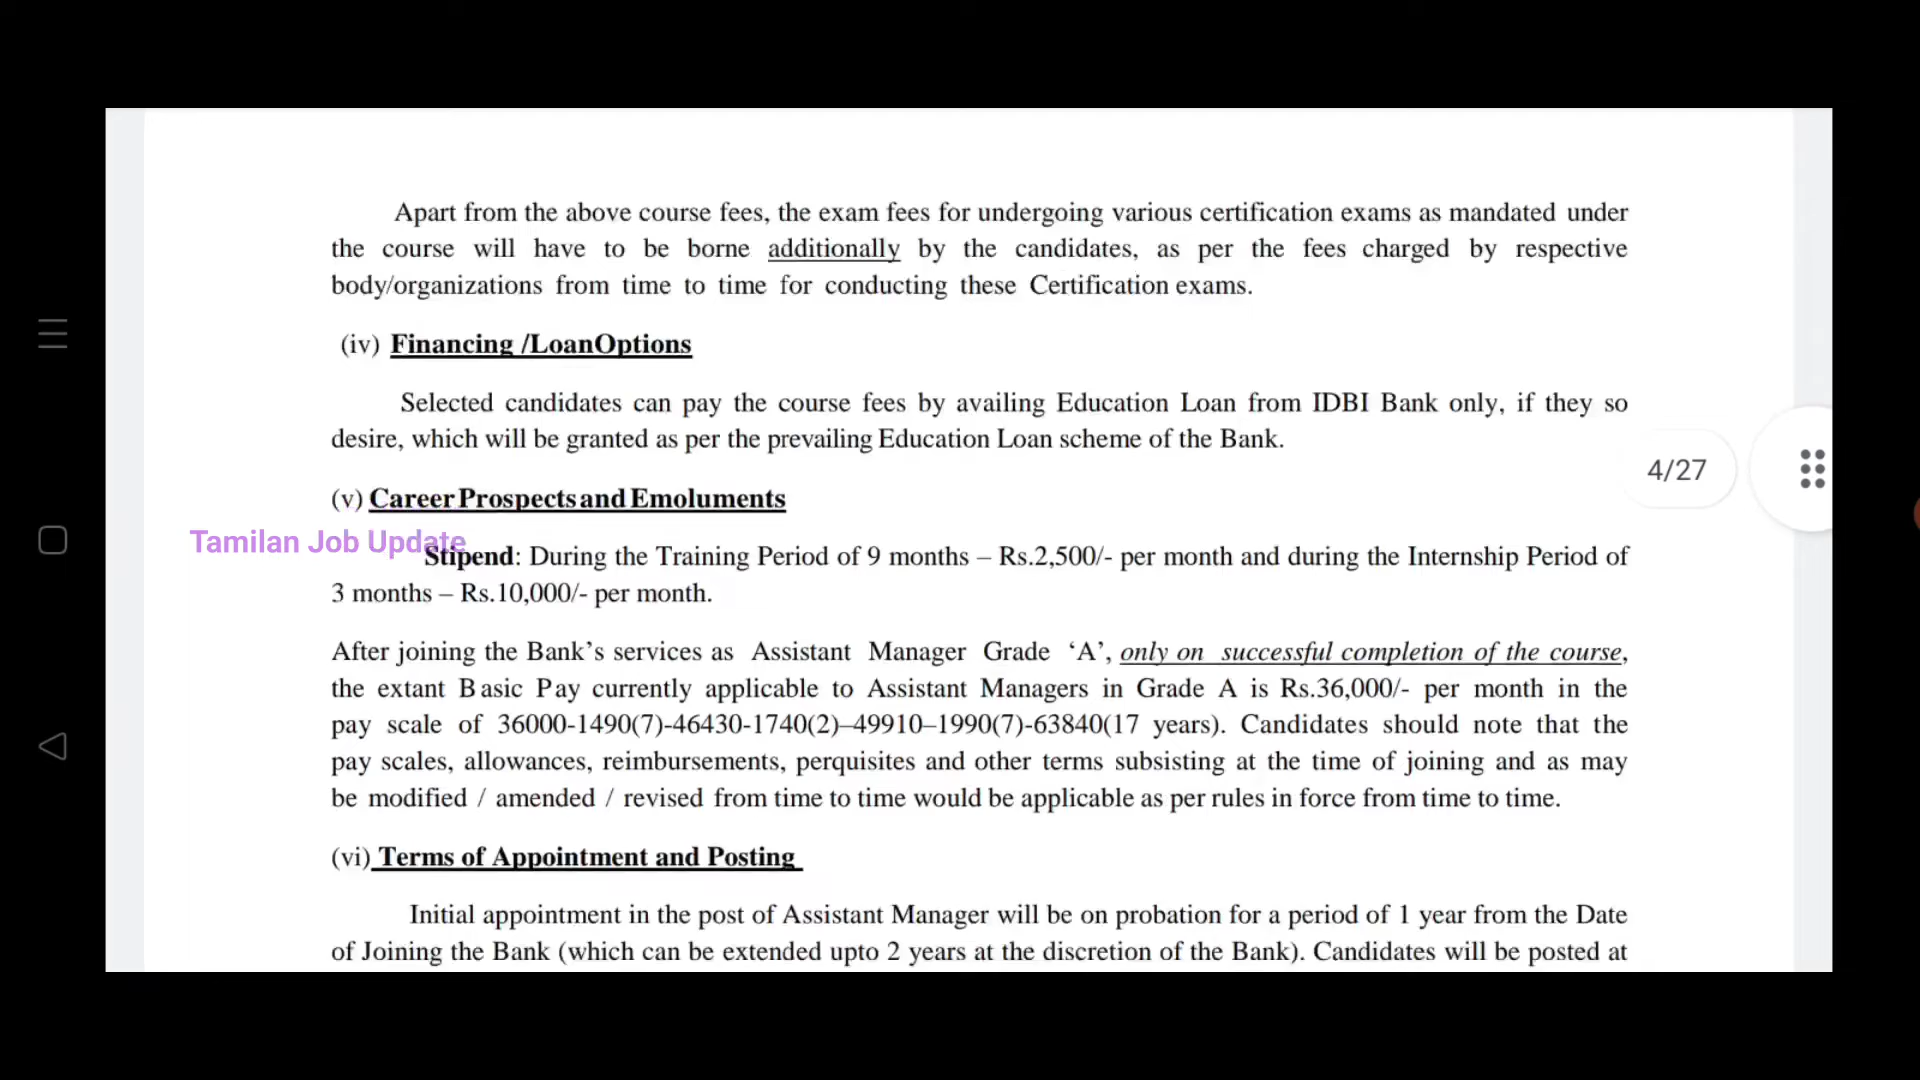 Apart from the above course fees, the exam fees for undergoing various certification exams as mandated under
the course will have to be borne additionally by the candidates, as per the fees charged by respective
body/organizations from time to time for conducting these Certification exams.
(iv) Financing /LoanOptions
Selected candidates can pay the course fees by availing Education Loan from IDBI Bank only, if they so
desire, which will be granted as per the prevailing Education Loan scheme of the Bank.
4/27
(v) Career Prospects and Emoluments
Tamilan Job Update
Stipend: During the Training Period of 9 months – Rs.2,500/- per month and during the Internship Period of
3 months – Rs.10,000/- per month.
After joining the Bank’s services as Assistant Manager Grade ‘A’, only on successful completion of the course,
the extant Basic Pay currently applicable to Assistant Managers in Grade A is Rs.36,000/- per month in the
pay scale of 36000-1490(7)-46430-1740(2)–49910–1990(7)-63840(17 years). Candidates should note that the
pay scales, allowances, reimbursements, perquisites and other terms subsisting at the time of joining and as may
be modified / amended / revised from time to time would be applicable as per rules in force from time to time.
(vi) Terms of Appointment and Posting
Initial appointment in the post of Assistant Manager will be on probation for a period of 1 year from the Date
of Joining the Bank (which can be extended upto 2 years at the discretion of the Bank). Candidates will be posted at